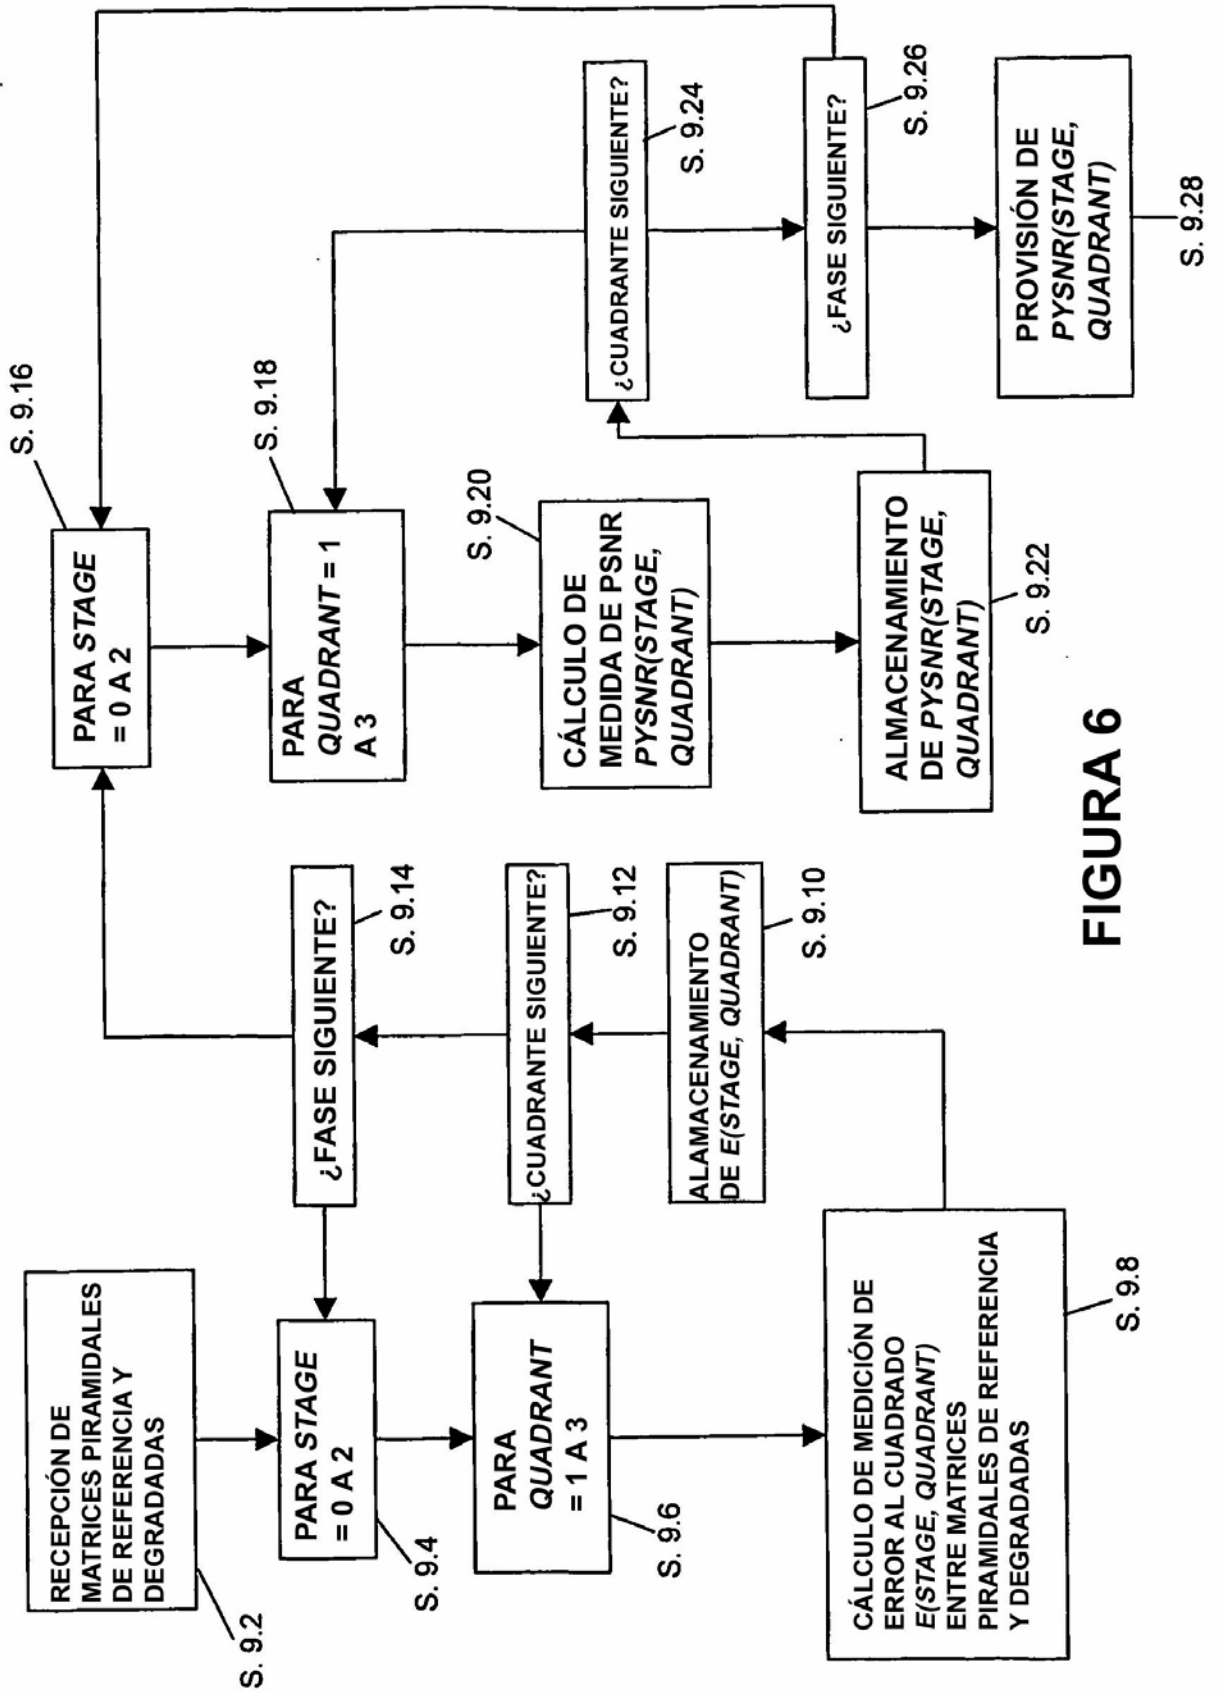 RECEPCIÓN DE
MATRICES PIRAMIDALES
DE REFERENCIA Y
DEGRADADAS
S. 9.2
PARA STAGE
= 0 A 2
S. 9.4
PARA
QUADRANT
= 1 A 3
S. 9.6
CÁLCULO DE MEDICIÓN DE
ERROR AL CUADRADO
E(STAGE, QUADRANT)
ENTRE MATRICES
PIRAMIDALES DE REFERENCIA
Y DEGRADADAS
S. 9.8
ALAMACENAMIENTO
DE E(STAGE, QUADRANT)
S. 9.10
¿CUADRANTE SIGUIENTE?
S. 9.12
¿FASE SIGUIENTE?
S. 9.14
PARA STAGE
= 0 A 2
S. 9.16
PARA
QUADRANT = 1
A 3
S. 9.18
CÁLCULO DE
MEDIDA DE PSNR
PYSNR(STAGE,
QUADRANT)
S. 9.20
ALMACENAMIENTO
DE PYSNR(STAGE,
QUADRANT)
S. 9.22
¿CUADRANTE SIGUIENTE?
S. 9.24
¿FASE SIGUIENTE?
S. 9.26
PROVISIÓN DE
PYSNR(STAGE,
QUADRANT)
S. 9.28
FIGURA 6